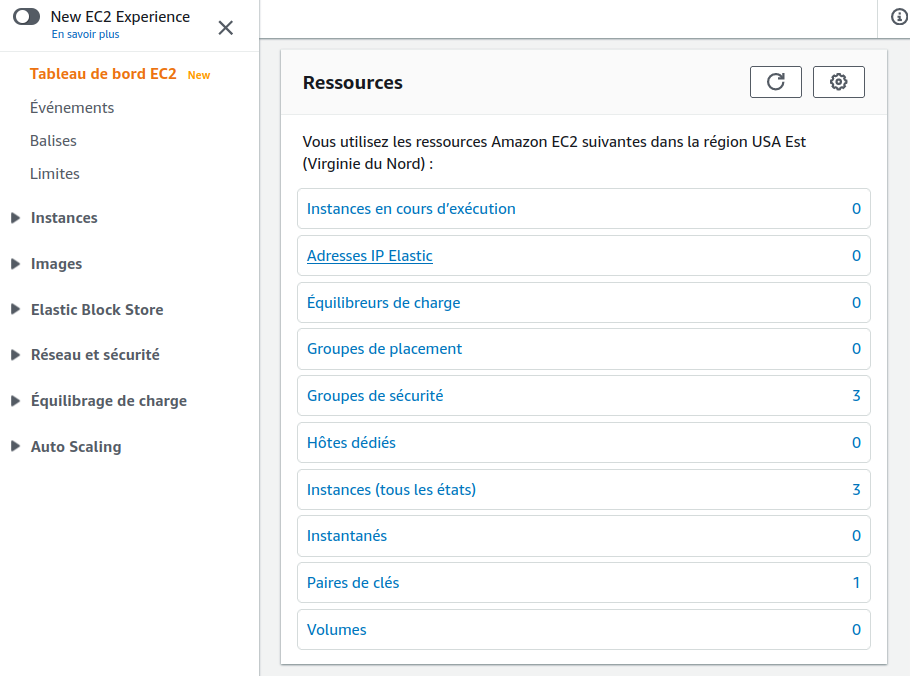 New EC2 Experience
En savoir plus
Tableau de bord EC2 New
Événements
Balises
Limites
Instances
Images
Elastic Block Store
Réseau et sécurité
Équilibrage de charge
Auto Scaling
Ressources
Vous utilisez les ressources Amazon EC2 suivantes dans la région USA Est
(Virginie du Nord) :
Instances en cours d'exécution 0
Adresses IP Elastic 0
Équilibreurs de charge 0
Groupes de placement 0
Groupes de sécurité 3
Hôtes dédiés 0
Instances (tous les états) 3
Instantanés 0
Paires de clés 1
Volumes 0